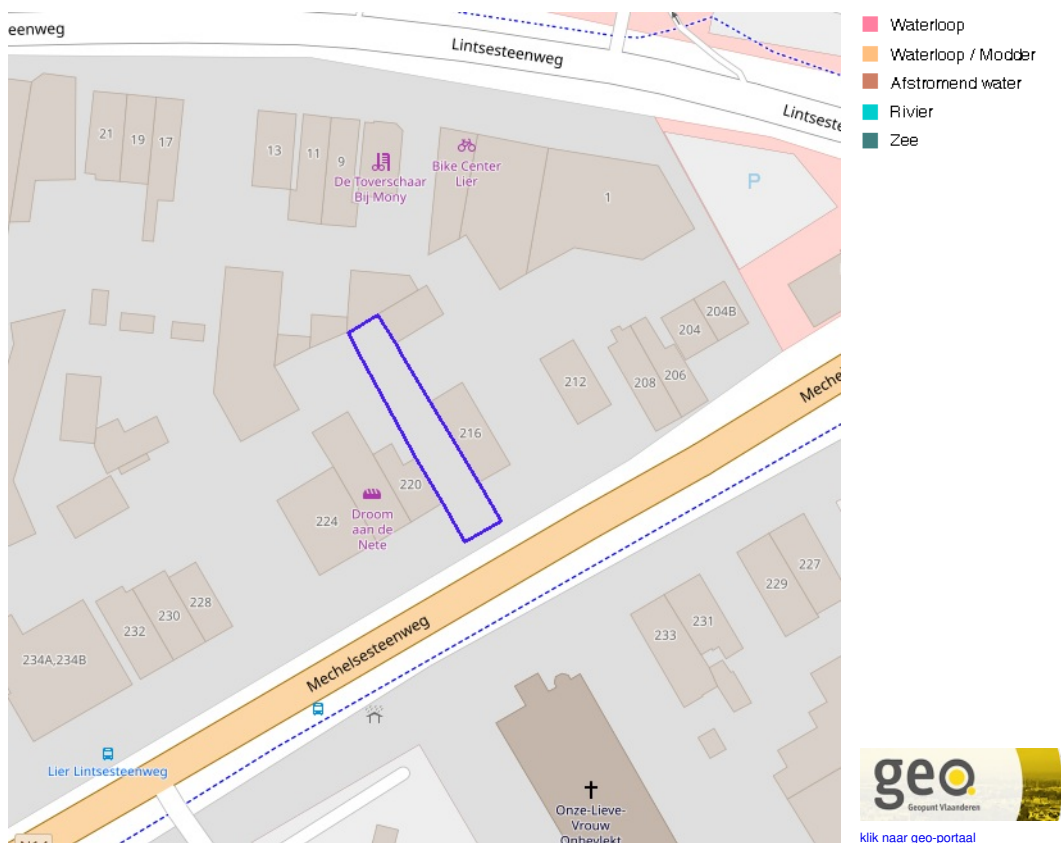 eenweg
Lintsesteenweg
Lintseste
21
19
17
13
11
9
De Toverschaar
Bij Mony
Bike Center
Lier
1
P
204B
204
206
208
212
216
220
224
Droom
aan de
Nete
Mechel
228
230
232
234A,234B
Mechelsesteenweg
227
229
231
233
Lier Lintsesteenweg
Onze-Lieve-
Vrouw
Onbevlekt
Waterloop
Waterloop / Modder
Afstromend water
Rivier
Zee
geo
Geopunt Vlaanderen
klik naar geo-portaal